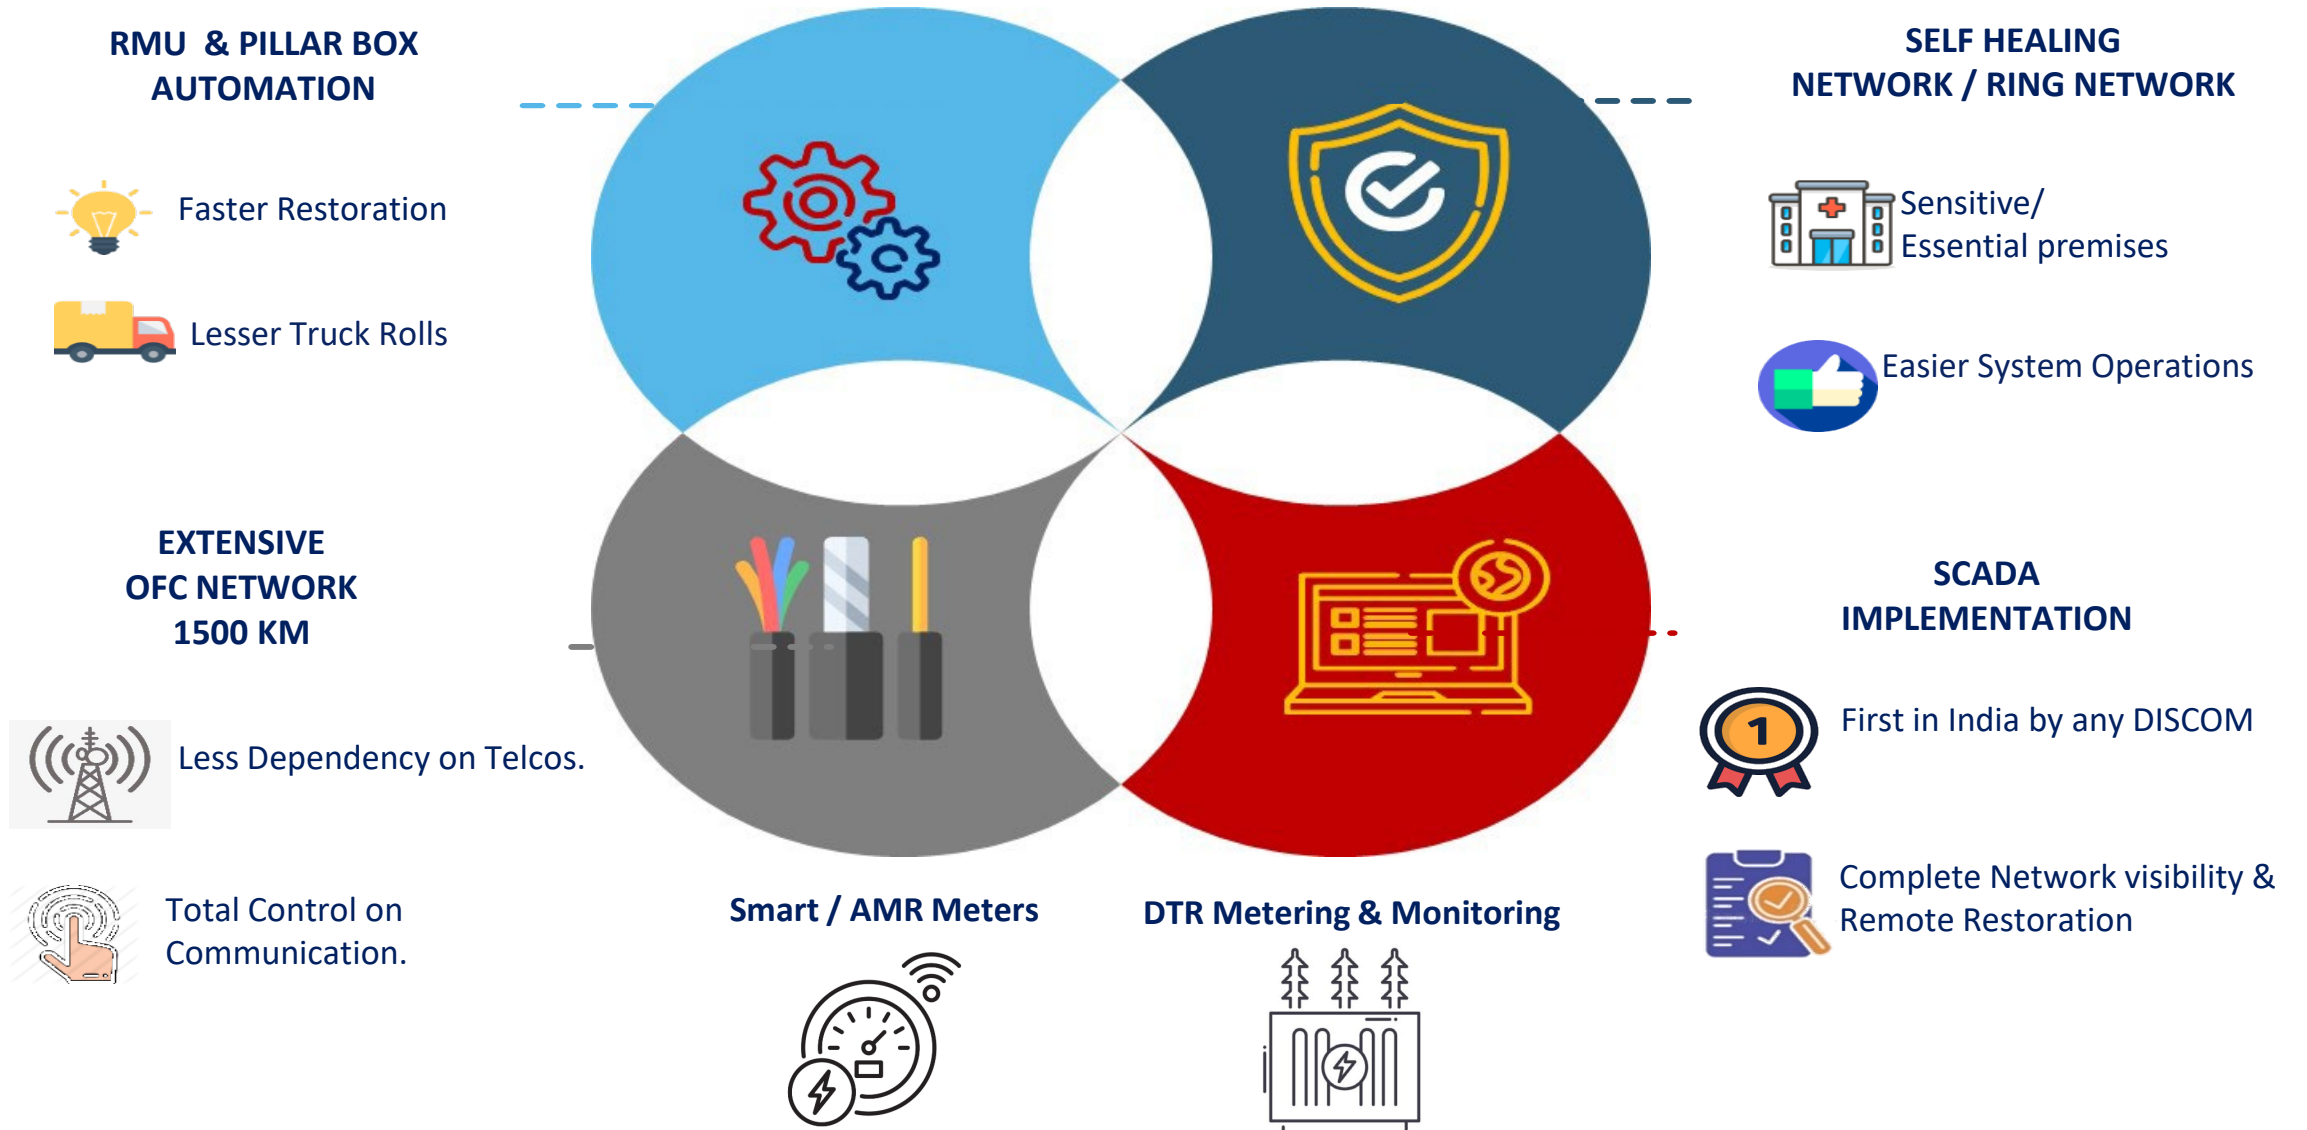 RMU & PILLAR BOX
AUTOMATION
Faster Restoration
Lesser Truck Rolls
SELF HEALING
NETWORK / RING NETWORK
Sensitive/
Essential premises
Easier System Operations
EXTENSIVE
OFC NETWORK
1500 KM
Less Dependency on Telcos.
Total Control on
Communication.
SCADA
IMPLEMENTATION
1
First in India by any DISCOM
Complete Network visibility &
Remote Restoration
Smart / AMR Meters
DTR Metering & Monitoring